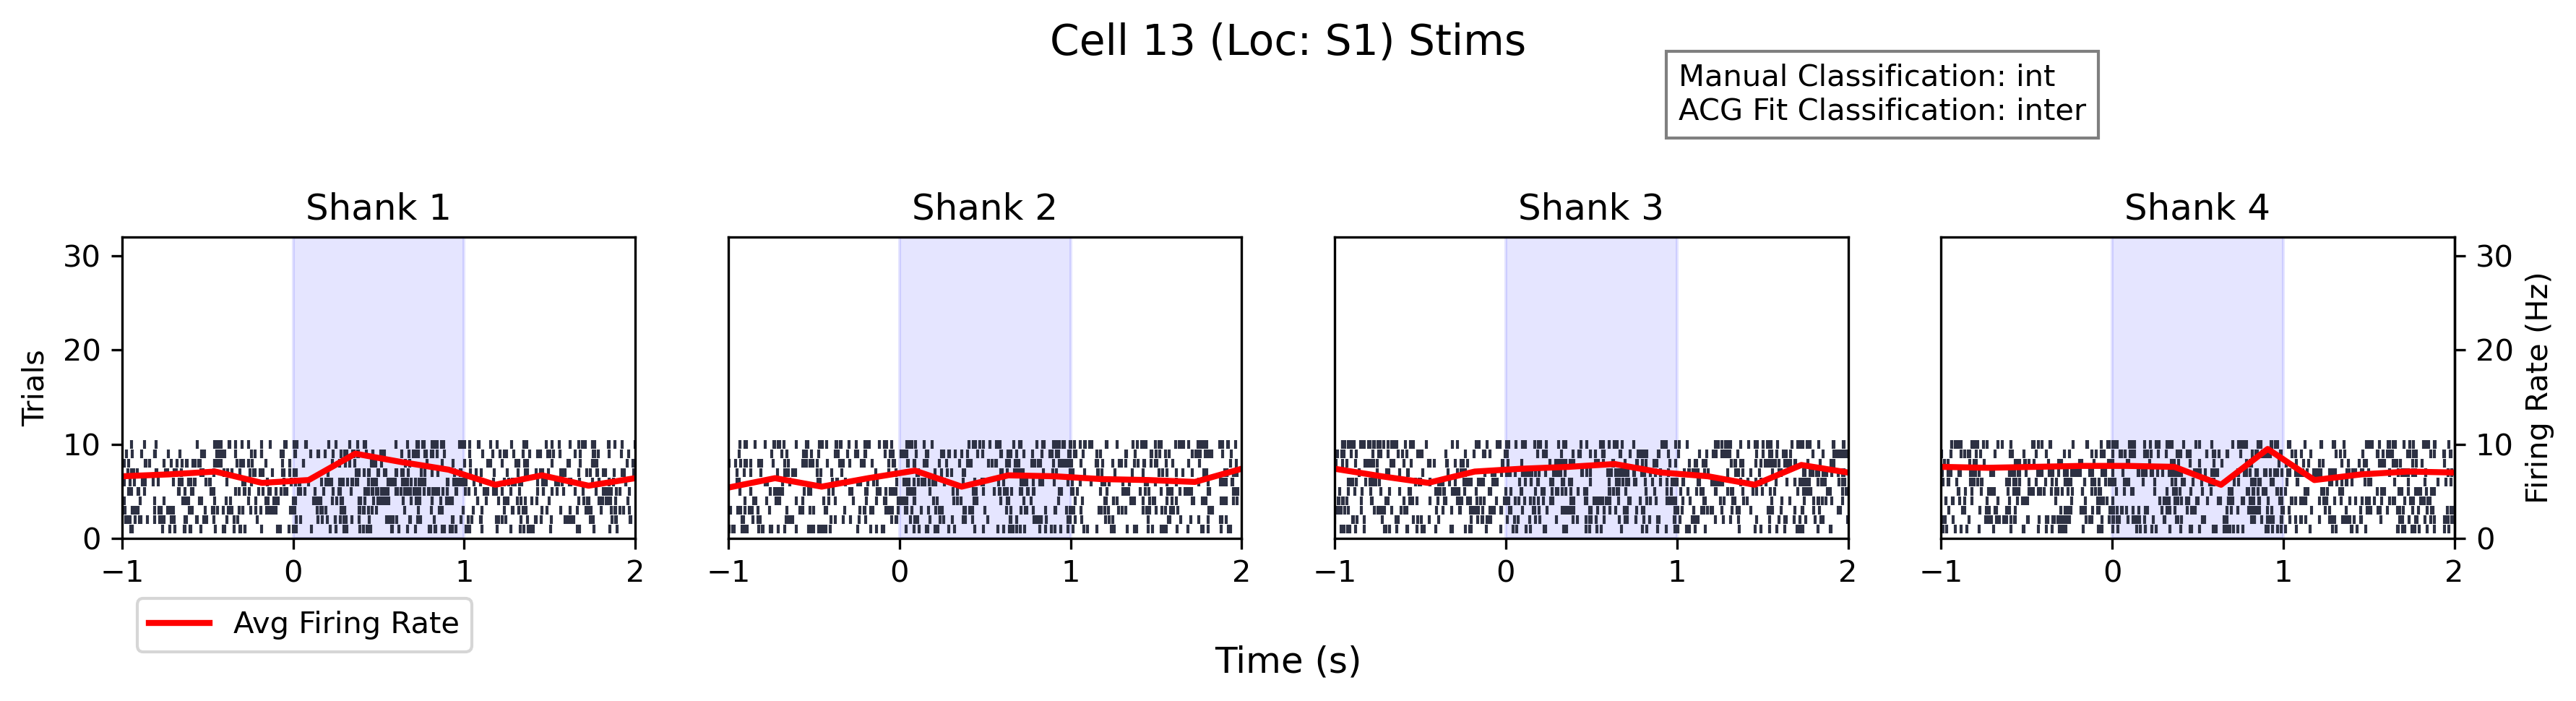 Cell 13 (Loc: S1) Stims
Manual Classification: int
ACG Fit Classification: inter
Shank 1
Shank 2
Shank 3
Shank 4
Trials
30
20
10
0
−1 0 1 2
−1 0 1 2
−1 0 1 2
−1 0 1 2
30
20
10
0
Firing Rate (Hz)
Avg Firing Rate
Time (s)